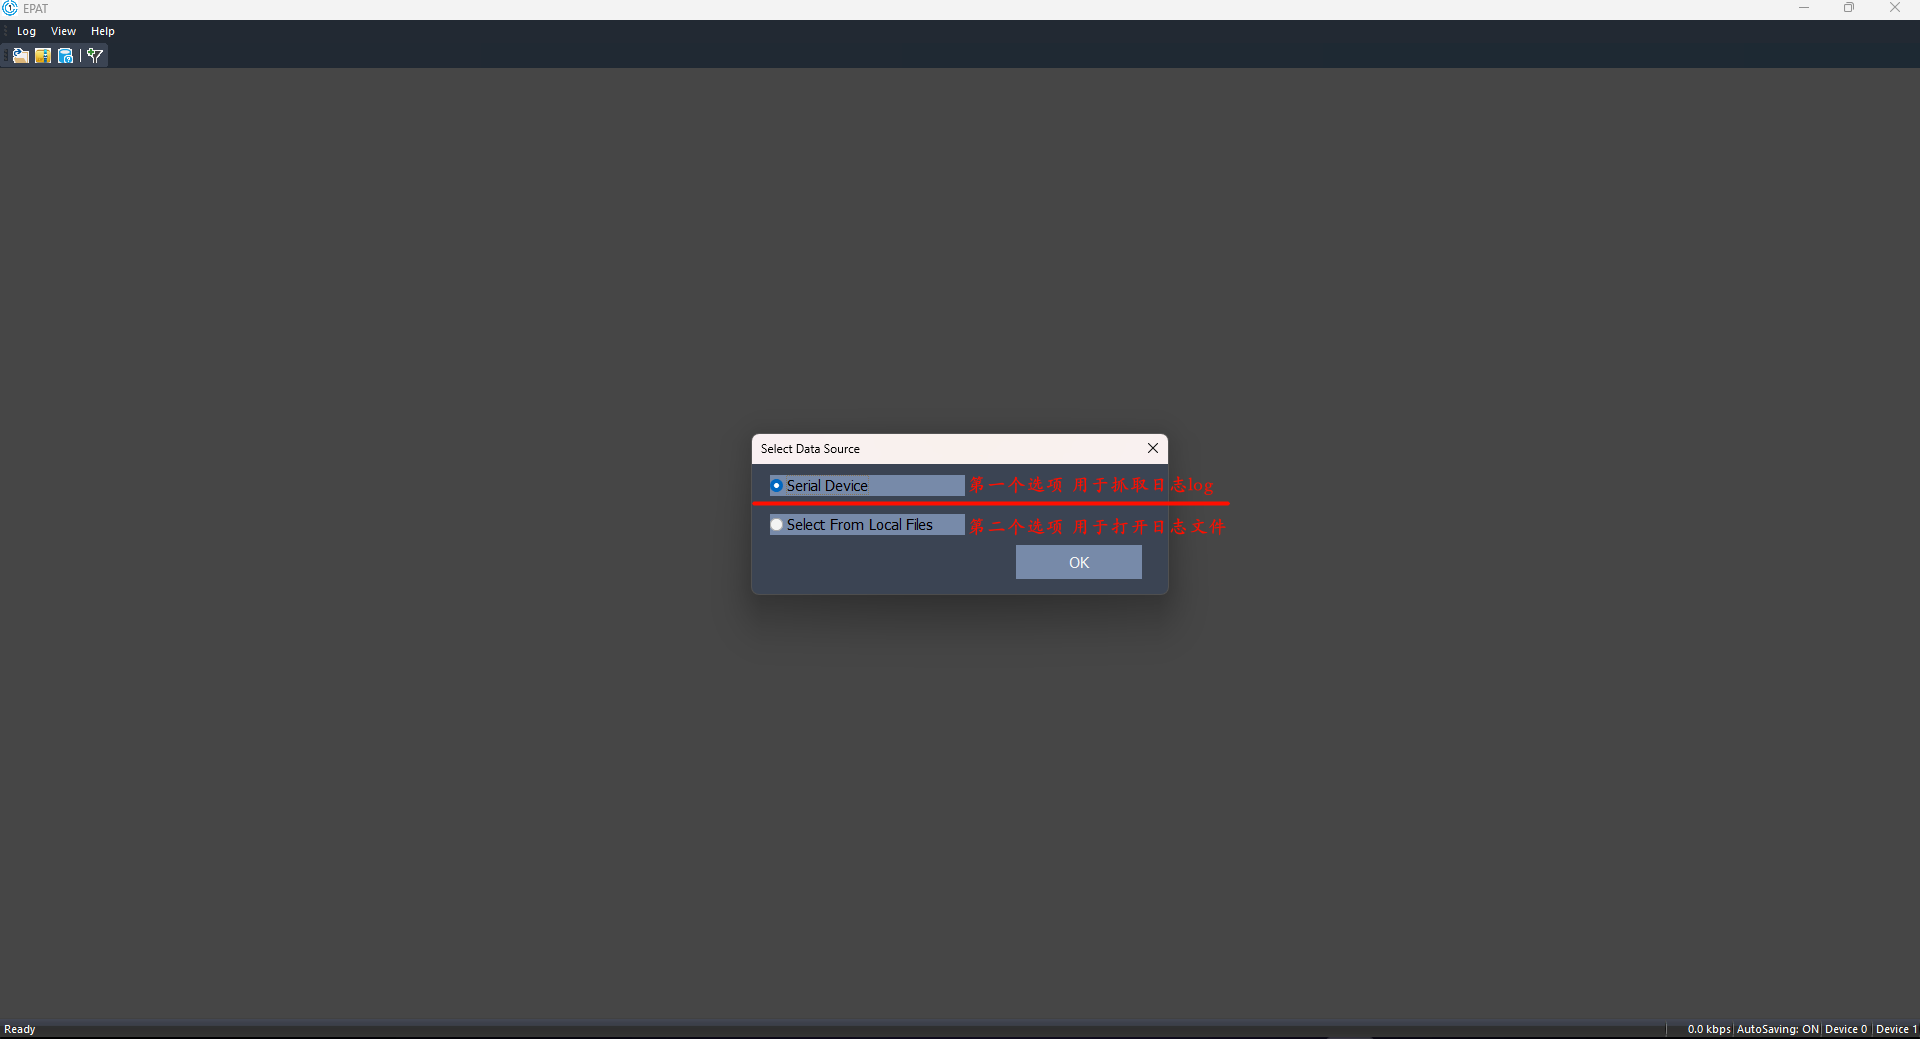 EPAT
Log View Help
Select Data Source
Serial Device 第一个选项 用于抓取日志log
Select From Local Files 第二个选项 用于打开日志文件
OK
Ready 0.0 kbps AutoSaving: ON Device 0 Device 1